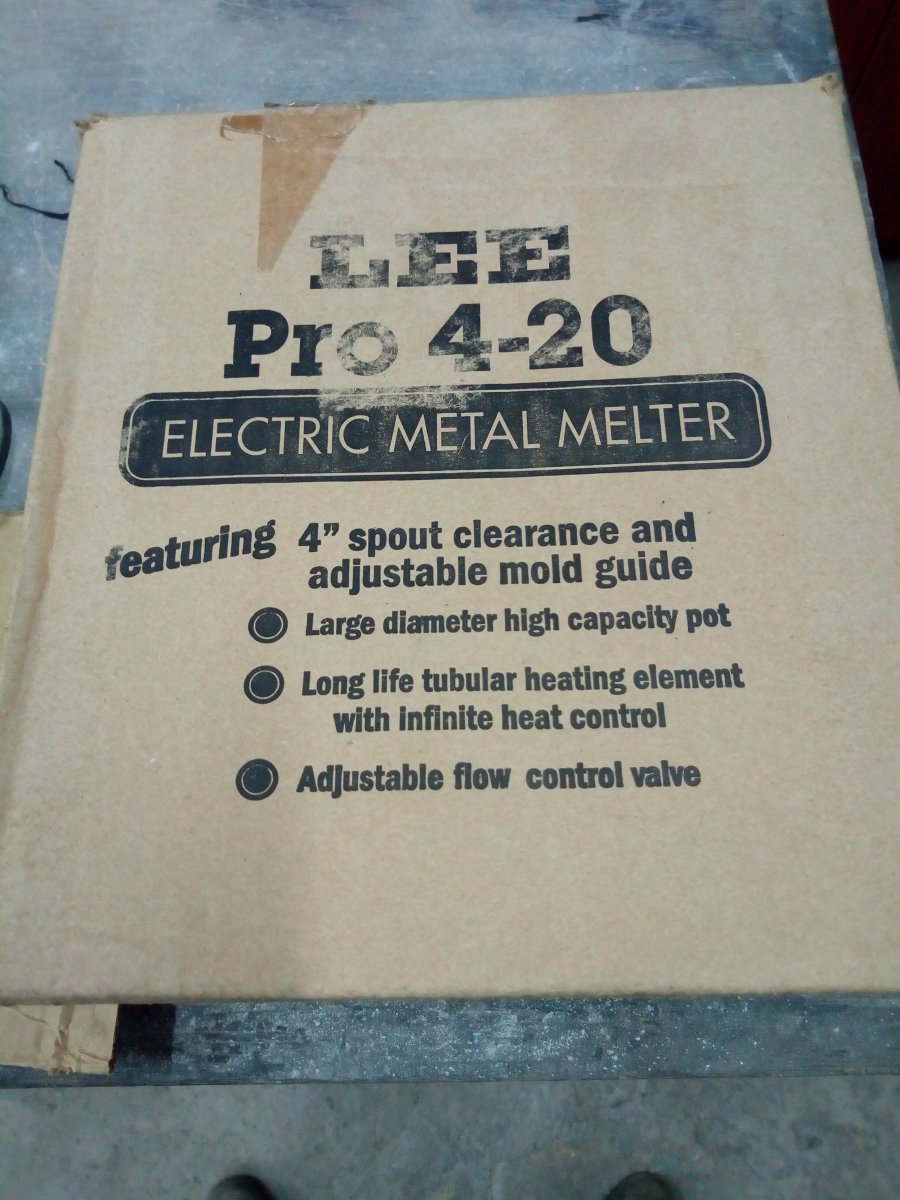 LEE
Pro 4-20
ELECTRIC METAL MELTER
featuring 4” spout clearance and
adjustable mold guide
Large diameter high capacity pot
Long life tubular heating element
with infinite heat control
Adjustable flow control valve